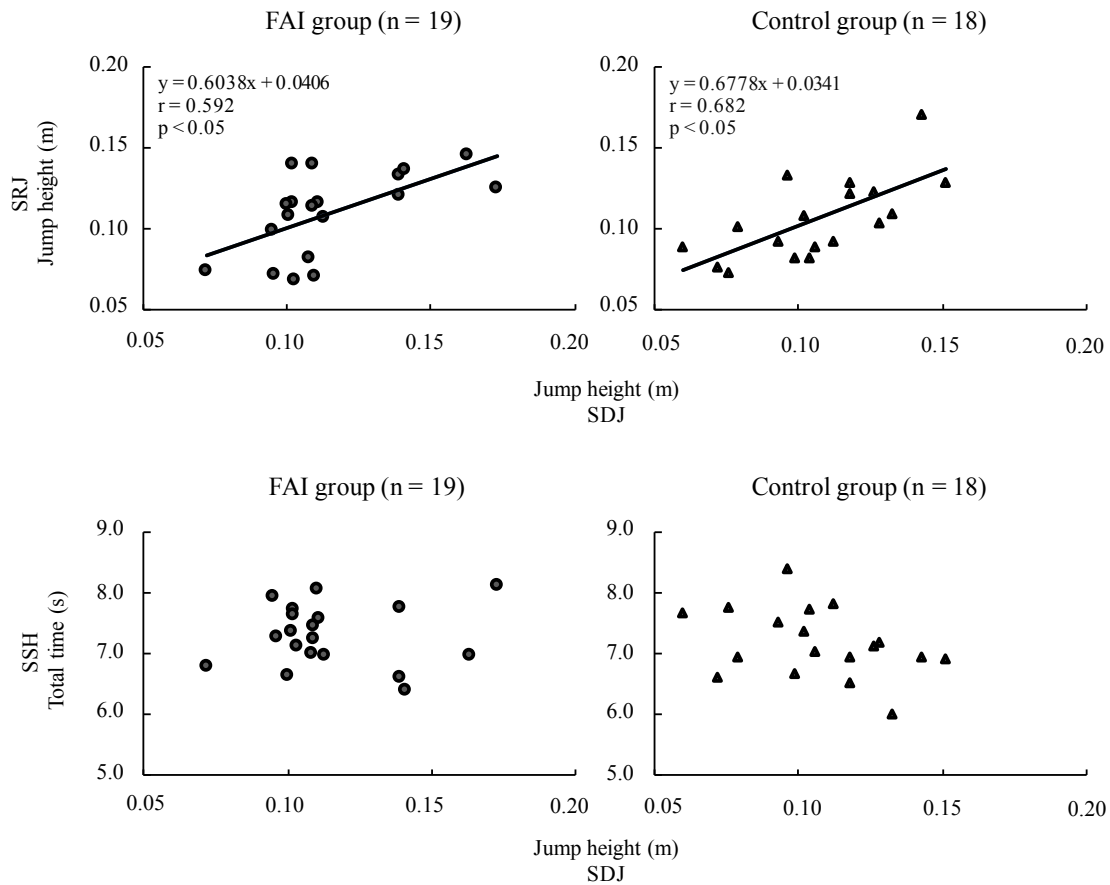 FAI group (n = 19)
Control group (n = 18)
0.20
0.15
0.10
0.05
SRJ
Jump height (m)
y = 0.6038x + 0.0406
r = 0.592
p < 0.05
0.05 0.10 0.15 0.20
0.20
0.15
0.10
0.05
y = 0.6778x + 0.0341
r = 0.682
p < 0.05
0.05 0.10 0.15 0.20
Jump height (m)
SDJ
FAI group (n = 19)
Control group (n = 18)
9.0
8.0
7.0
6.0
5.0
SSH
Total time (s)
0.05 0.10 0.15 0.20
9.0
8.0
7.0
6.0
5.0
0.05 0.10 0.15 0.20
Jump height (m)
SDJ